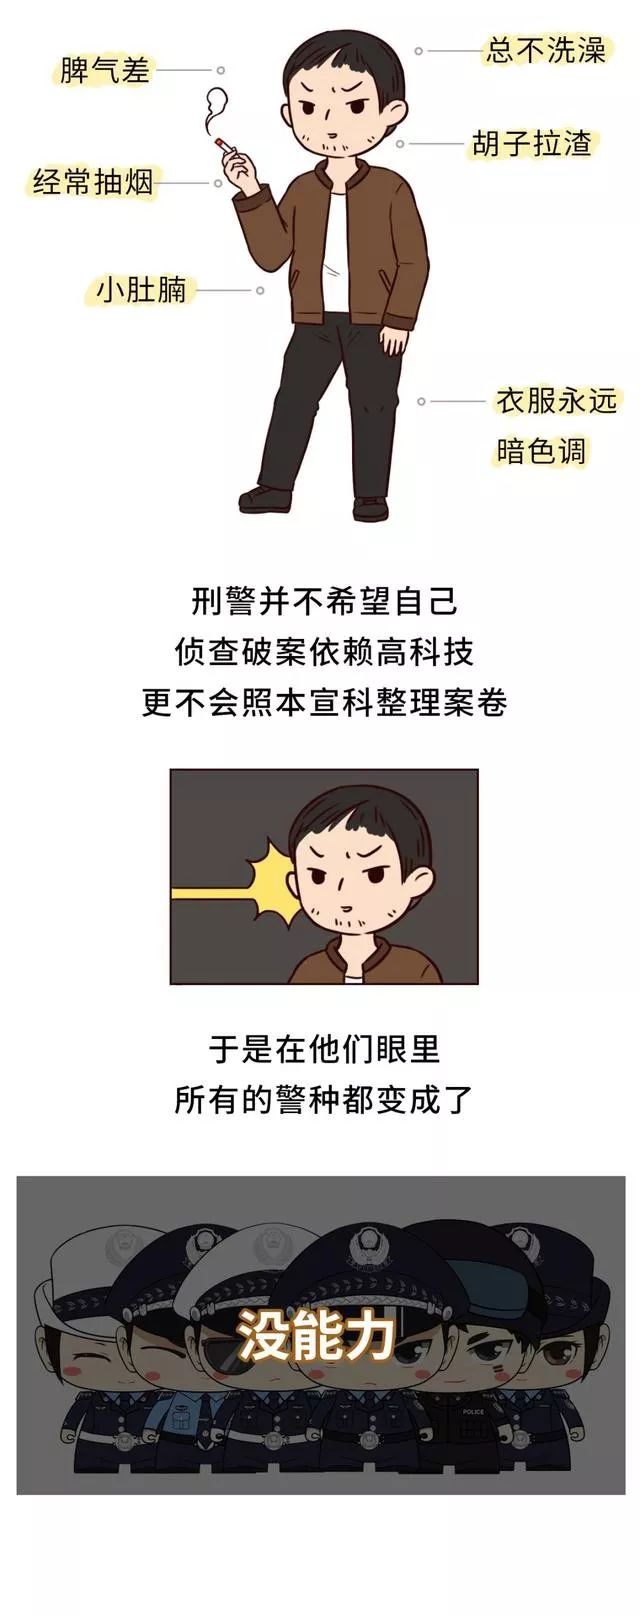 总不洗澡
脾气差
胡子拉渣
经常抽烟
小肚腩
衣服永远
暗色调
刑警并不希望自己
侦查破案依赖高科技
更不会照本宣科整理案卷
于是在他们眼里
所有的警种都变成了
没能力
POLICE